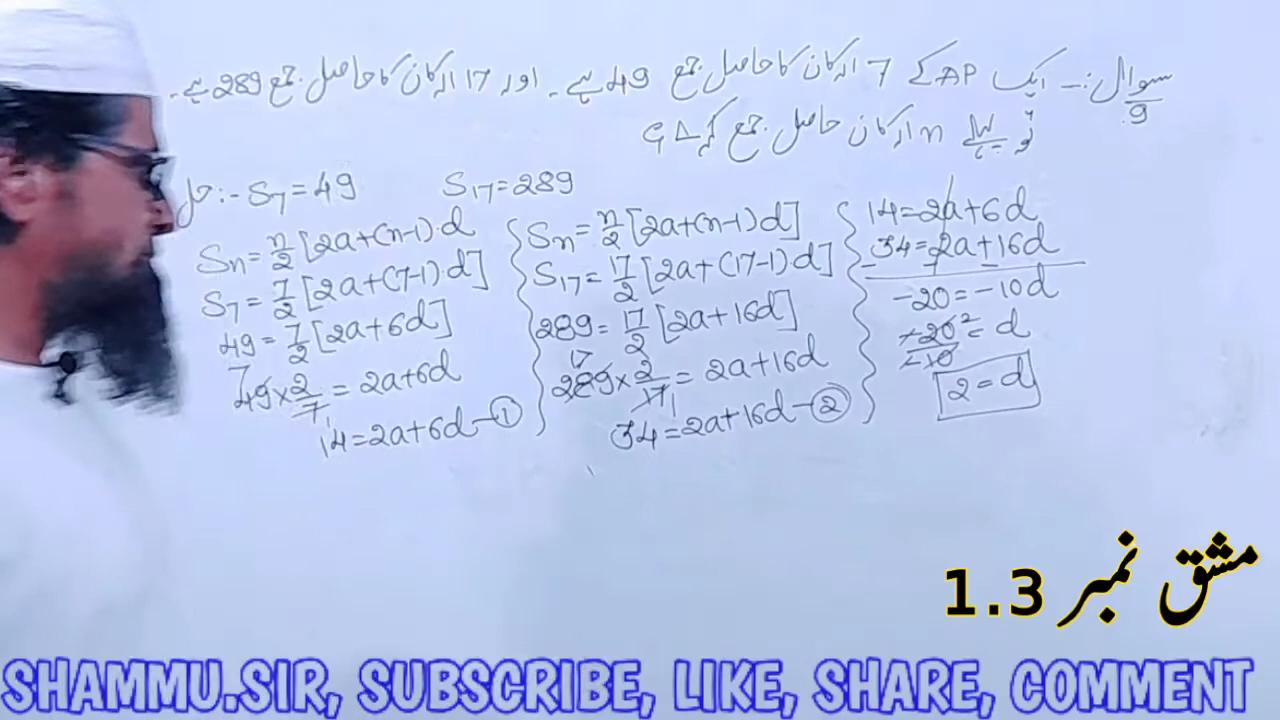 سوال:- ایک AP کے 7 ارکان کا حاصل جمع 49 ہے۔ اور 17 ارکان کا حاصل جمع 289 ہے۔
9
تو پہلے n ارکان حاصل جمع
حل:- S₇=49 S₁₇=289
Sn=n/2[2a+(n-1)·d
S₇=7/2[2a+(7-1)·d]
49=7/2[2a+6d]
7
49×2/7=2a+6d
1
14=2a+6d-①
Sn=n/2[2a+(n-1)d]
S₁₇=17/2[2a+(17-1)d]
289=17/2[2a+16d]
17
289×2/17=2a+16d
1
34=2a+16d-②
14=2a+6d
34=2a+16d
- - -
-20=-10d
-20²/-10=d
2=d
مشق نمبر 1.3
SHAMMU.SIR, SUBSCRIBE, LIKE, SHARE, COMMENT